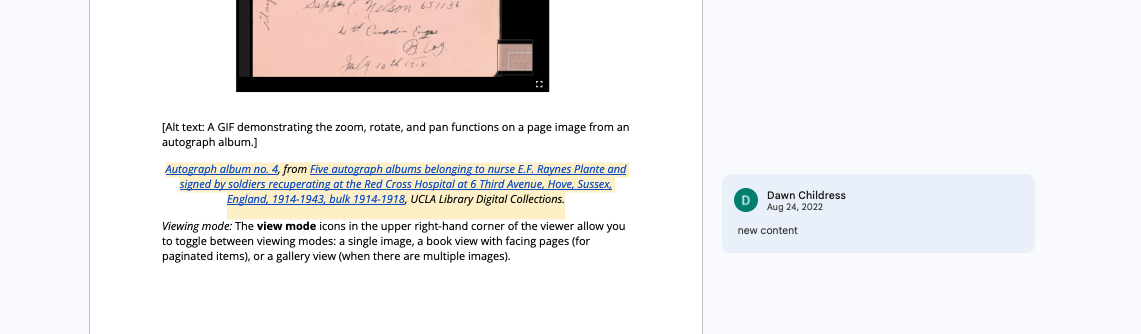 Sapper E. Nelson 651136
Canadian Engrs
B Coy.
July 10th 1918
[Alt text: A GIF demonstrating the zoom, rotate, and pan functions on a page image from an
autograph album.]
Autograph album no. 4, from Five autograph albums belonging to nurse E.F. Raynes Plante and
signed by soldiers recuperating at the Red Cross Hospital at 6 Third Avenue, Hove, Sussex,
England, 1914-1943, bulk 1914-1918, UCLA Library Digital Collections.
Viewing mode: The view mode icons in the upper right-hand corner of the viewer allow you
to toggle between viewing modes: a single image, a book view with facing pages (for
paginated items), or a gallery view (when there are multiple images).
D
Dawn Childress
Aug 24, 2022
new content